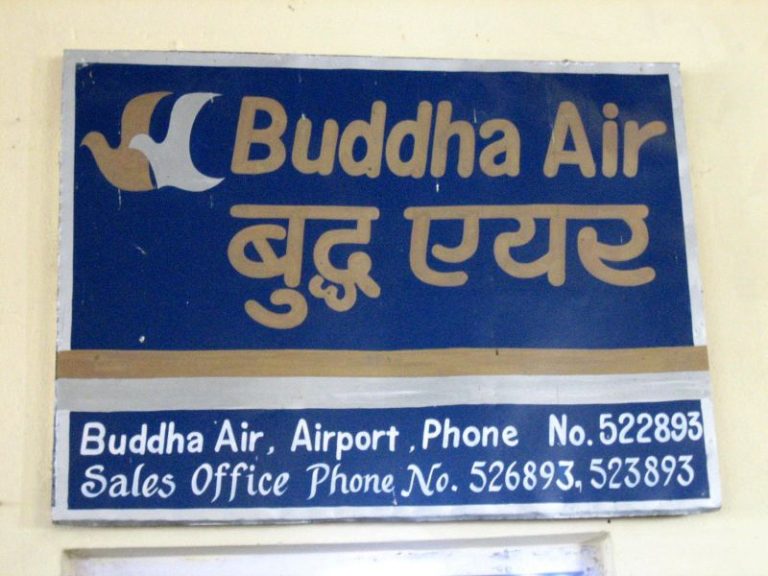 Buddha Air
बुद्ध एयर
Buddha Air, Airport, Phone No. 522893
Sales Office Phone No. 526893, 523893